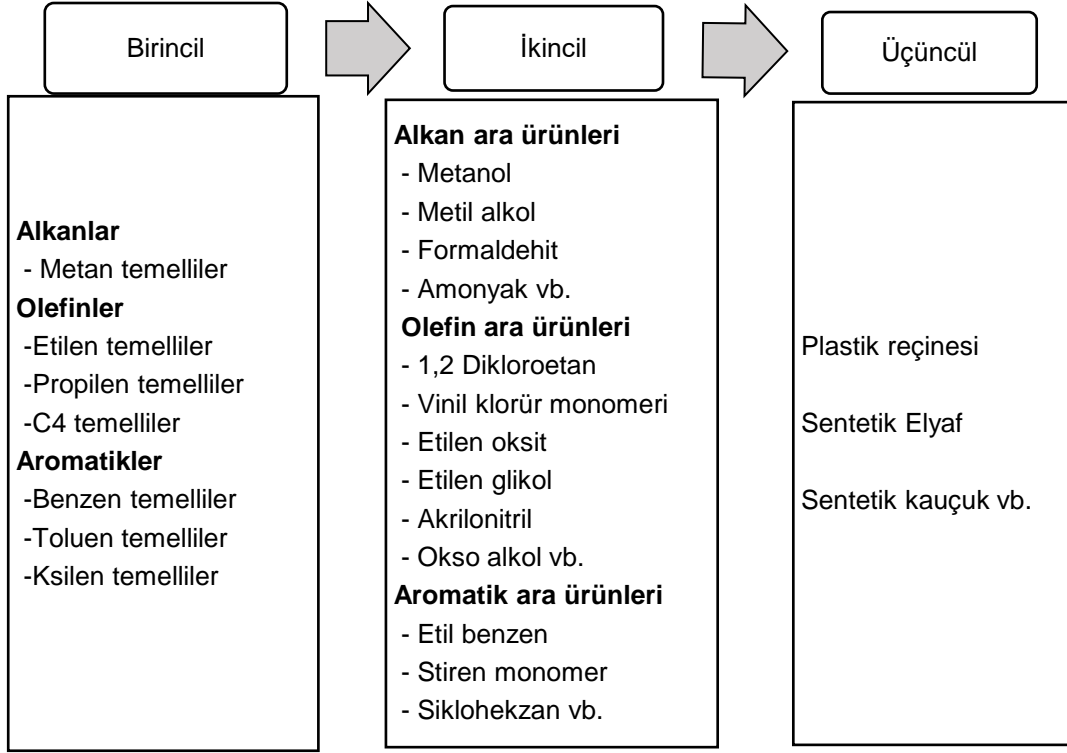 Birincil
İkincil
Üçüncül
Alkanlar
- Metan temelliler
Olefinler
-Etilen temelliler
-Propilen temelliler
-C4 temelliler
Aromatikler
-Benzen temelliler
-Toluen temelliler
-Ksilen temelliler
Alkan ara ürünleri
- Metanol
- Metil alkol
- Formaldehit
- Amonyak vb.
Olefin ara ürünleri
- 1,2 Dikloroetan
- Vinil klorür monomeri
- Etilen oksit
- Etilen glikol
- Akrilonitril
- Okso alkol vb.
Aromatik ara ürünleri
- Etil benzen
- Stiren monomer
- Siklohekzan vb.
Plastik reçinesi
Sentetik Elyaf
Sentetik kauçuk vb.